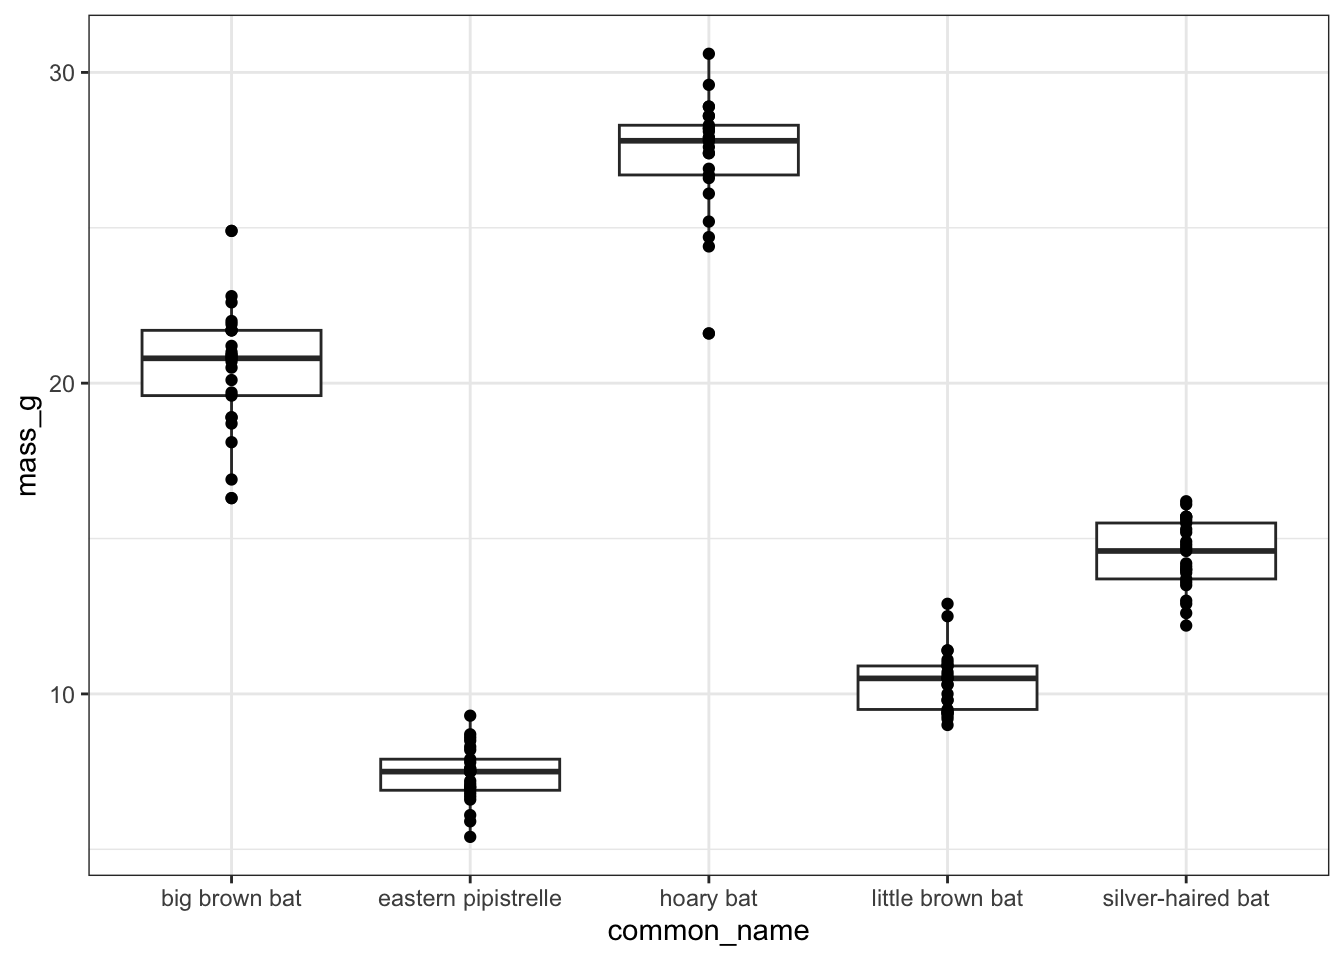 mass_g
30
20
10
big brown bat
eastern pipistrelle
hoary bat
little brown bat
silver-haired bat
common_name